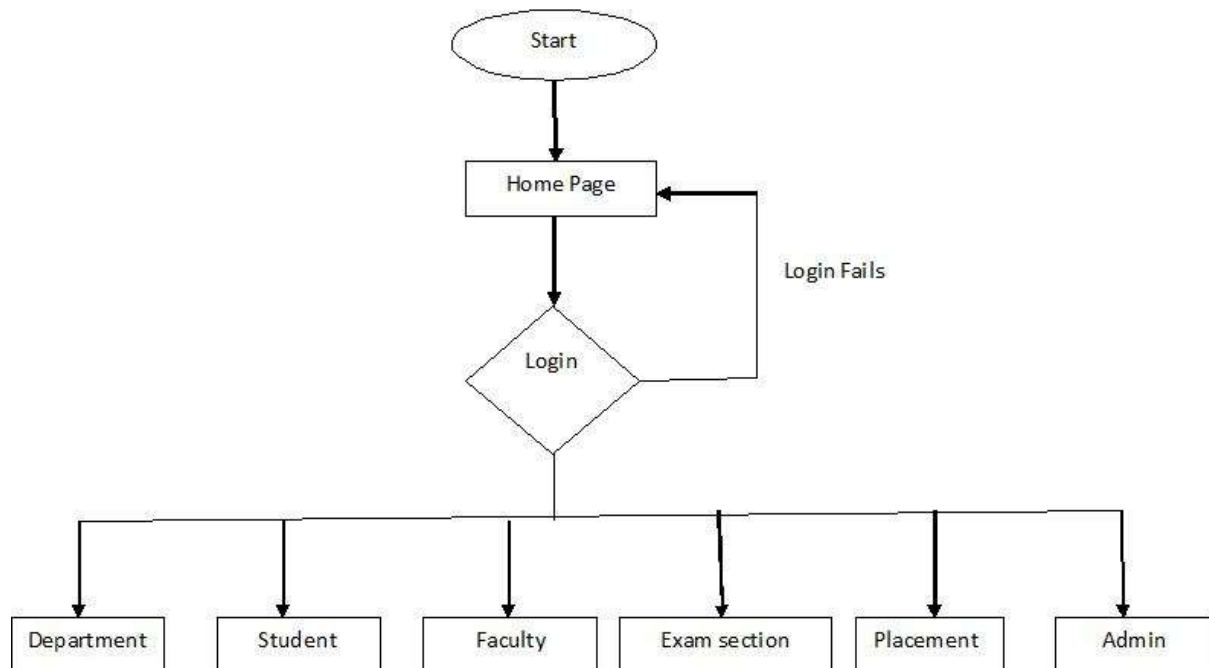 Start
Home Page
Login Fails
Login
Department
Student
Faculty
Exam section
Placement
Admin